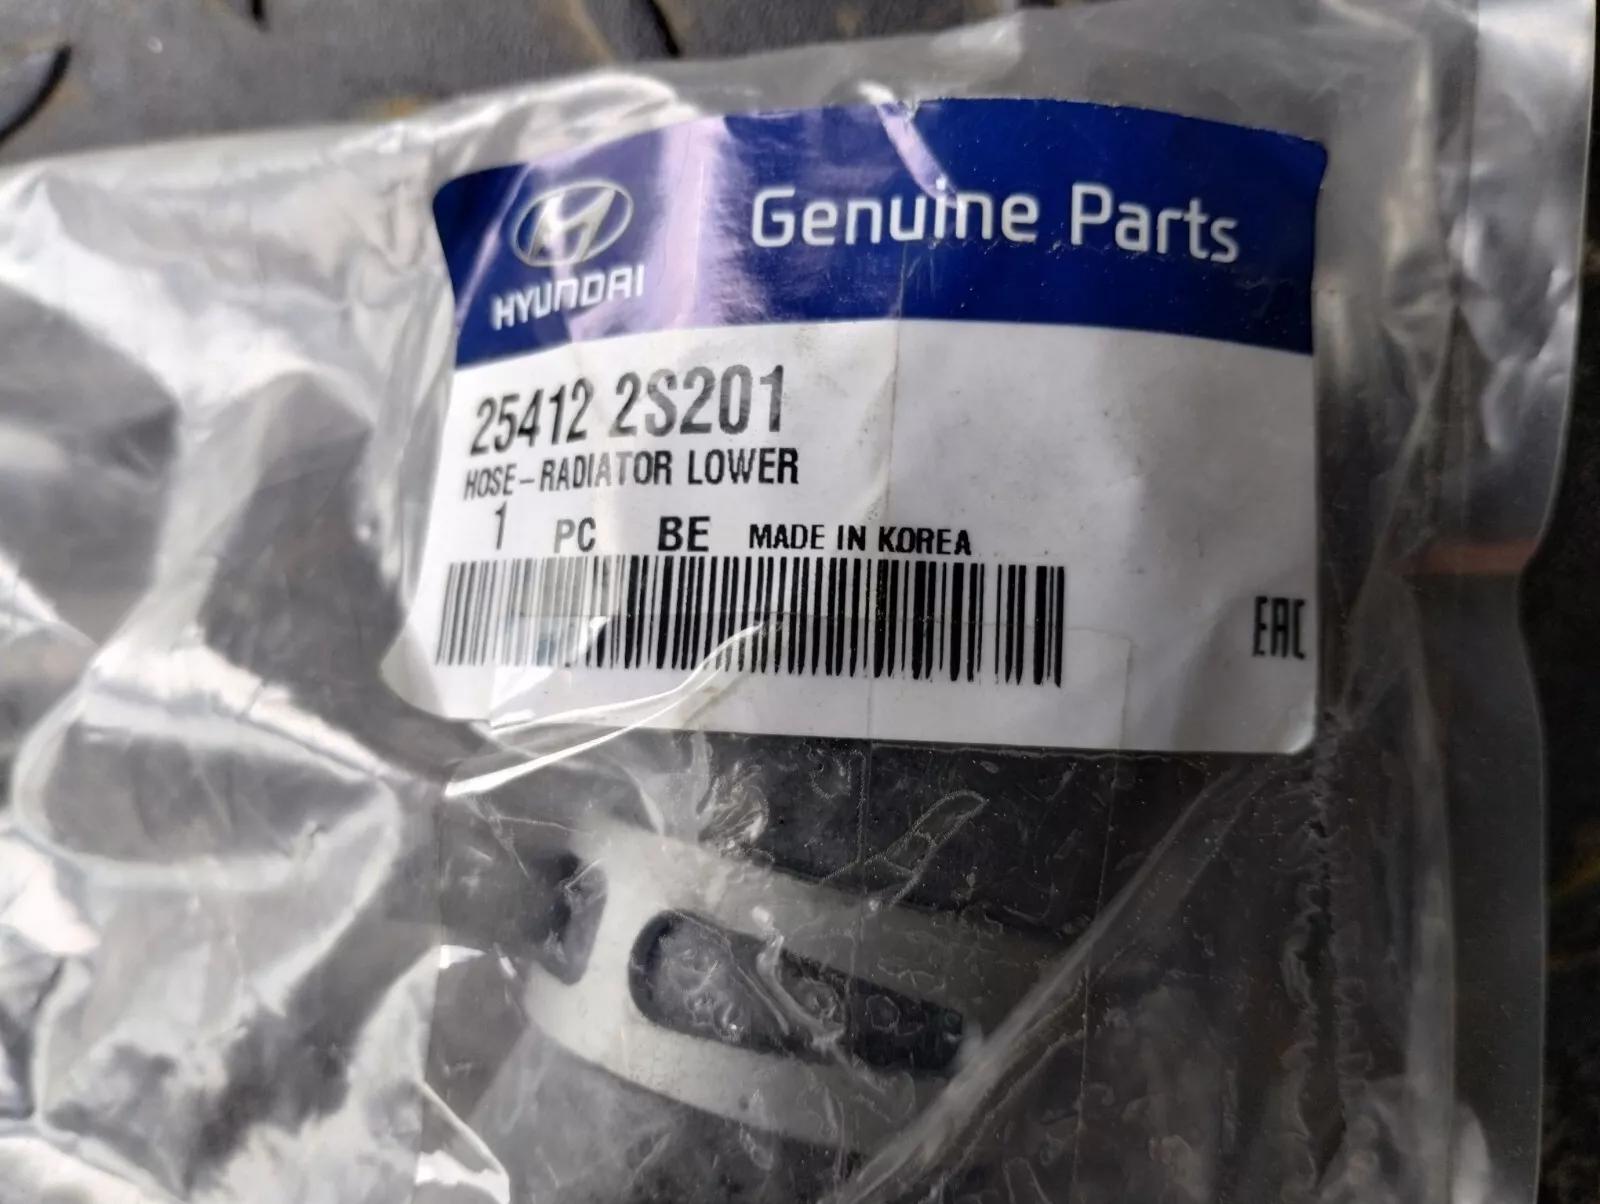 Genuine Parts
HYUNDAI
25412 2S201
HOSE-RADIATOR LOWER
1 PC BE MADE IN KOREA
EAC